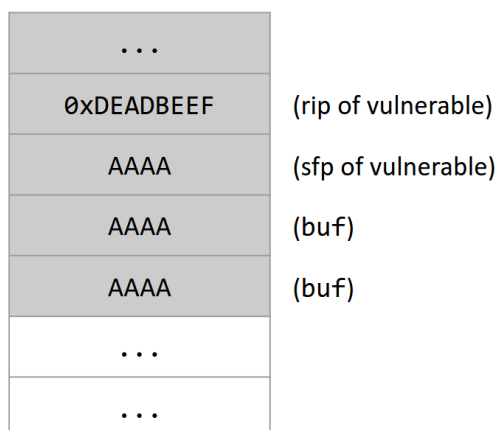 ...
0xDEADBEEF (rip of vulnerable)
AAAA (sfp of vulnerable)
AAAA (buf)
AAAA (buf)
...
...